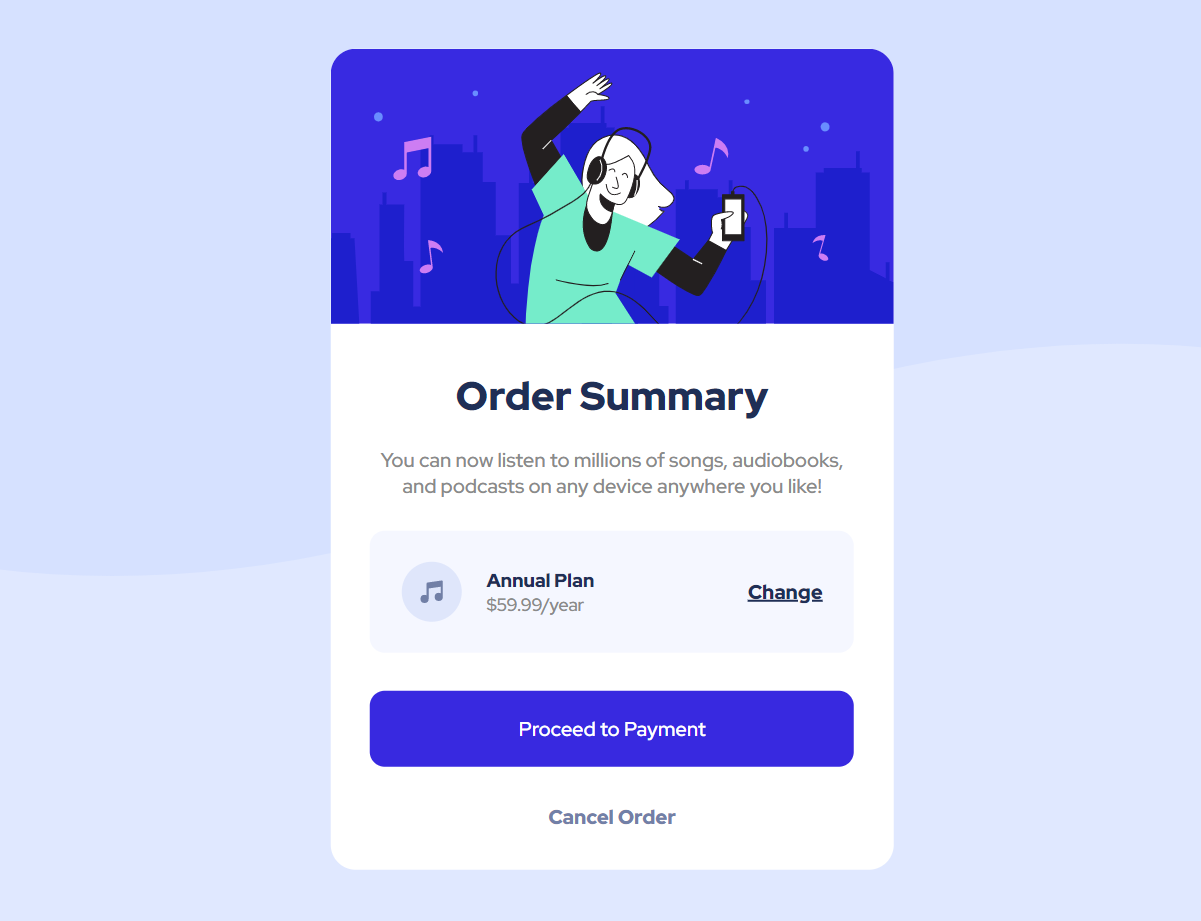 Order Summary
You can now listen to millions of songs, audiobooks,
and podcasts on any device anywhere you like!
Annual Plan
$59.99/year
Change
Proceed to Payment
Cancel Order